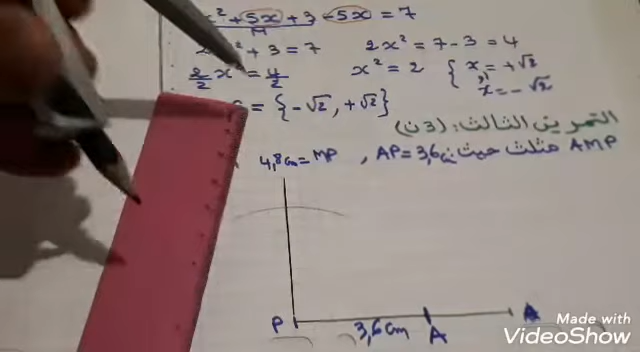 x² + 5x + 3 - 5x = 7
² + 3 = 7 2x² = 7 - 3 = 4
2/2 x² = 4/2 x² = 2 { x = +√2
x = -√2
= {-√2, +√2}
التمرين الثالث: (3ن)
AMP مثلث حيث AP = 3,6cm , 4,8cm = MP
P 3,6cm A
Made with
VideoShow